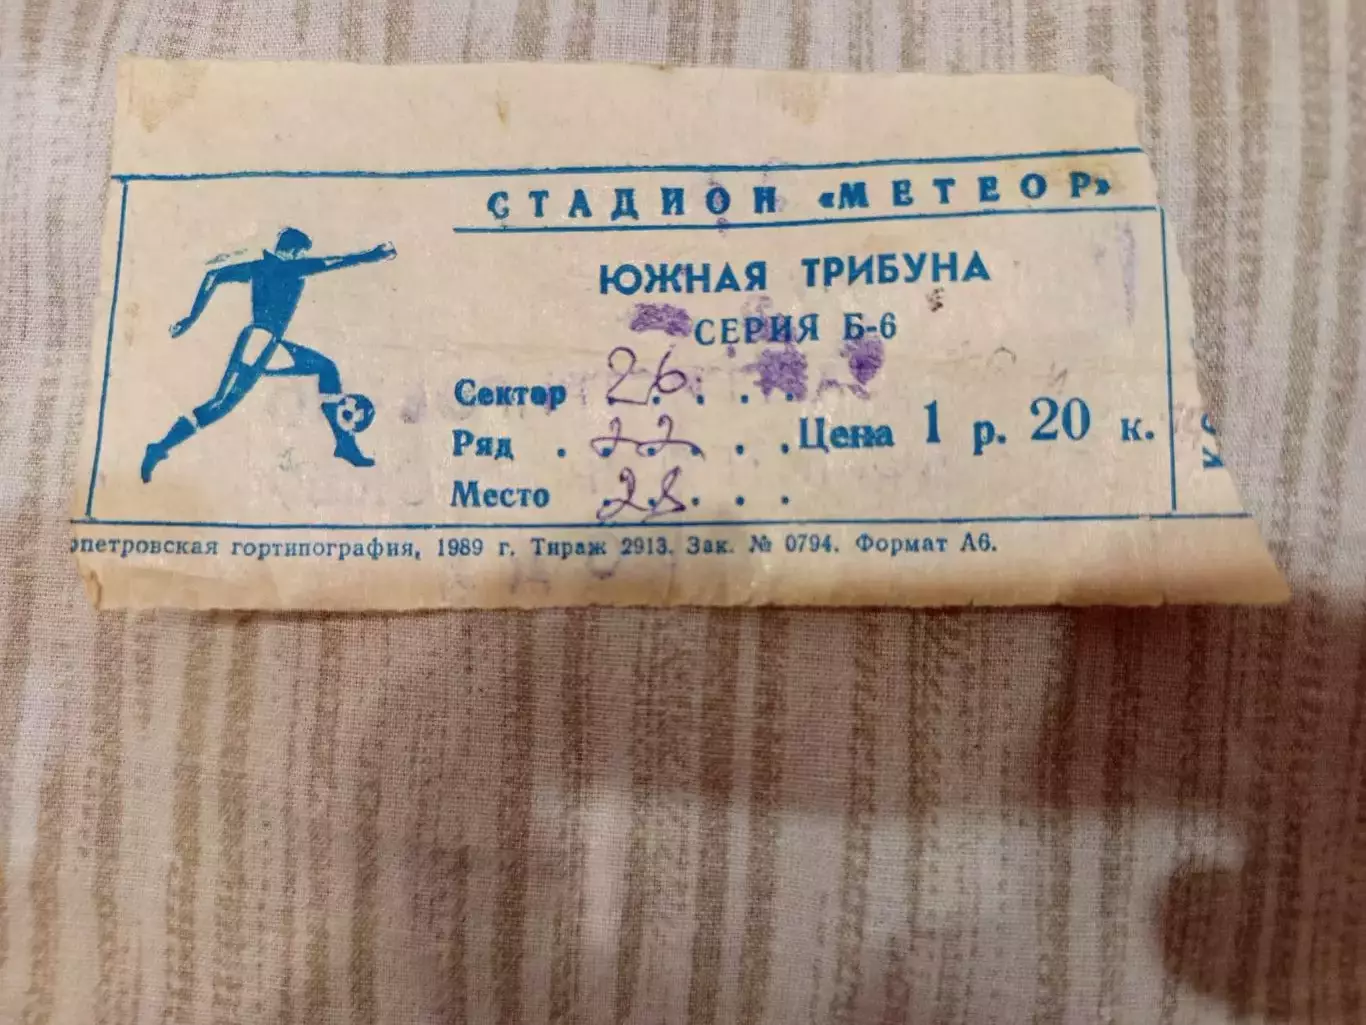 СТАДИОН «МЕТЕОР»
ЮЖНАЯ ТРИБУНА
СЕРИЯ Б-6
Сектор 26
Ряд 22
Место 28
Цена 1 р. 20 к.
опетровская гортипография, 1989 г. Тираж 2913. Зак. № 0794. Формат А6.